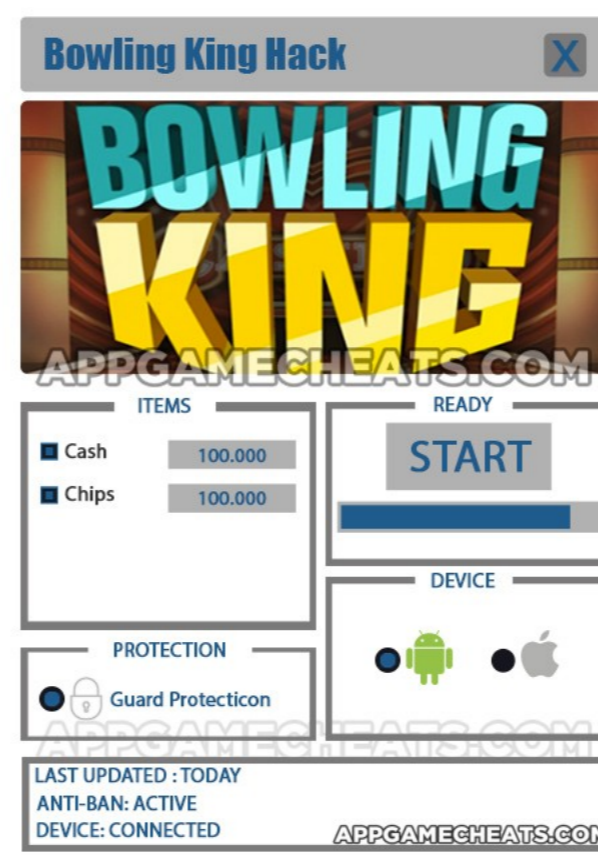 Bowling King Hack X
BOWLING
KING
APPGAMECHEATS.COM
ITEMS
Cash 100.000
Chips 100.000
READY
START
DEVICE
PROTECTION
Guard Protecticon
APPGAMECHEATS.COM
LAST UPDATED : TODAY
ANTI-BAN: ACTIVE
DEVICE: CONNECTED
APPGAMECHEATS.COM